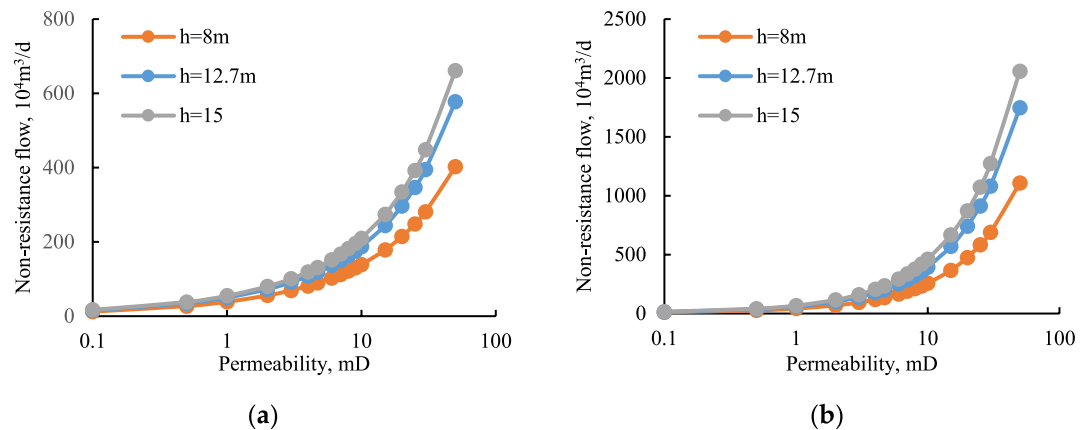 Non-resistance flow, 10⁴m³/d
800
600
400
200
0
0.1 1 10 100
Permeability, mD
h=8m
h=12.7m
h=15
(a)
Non-resistance flow, 10⁴m³/d
2500
2000
1500
1000
500
0
0.1 1 10 100
Permeability, mD
h=8m
h=12.7m
h=15
(b)